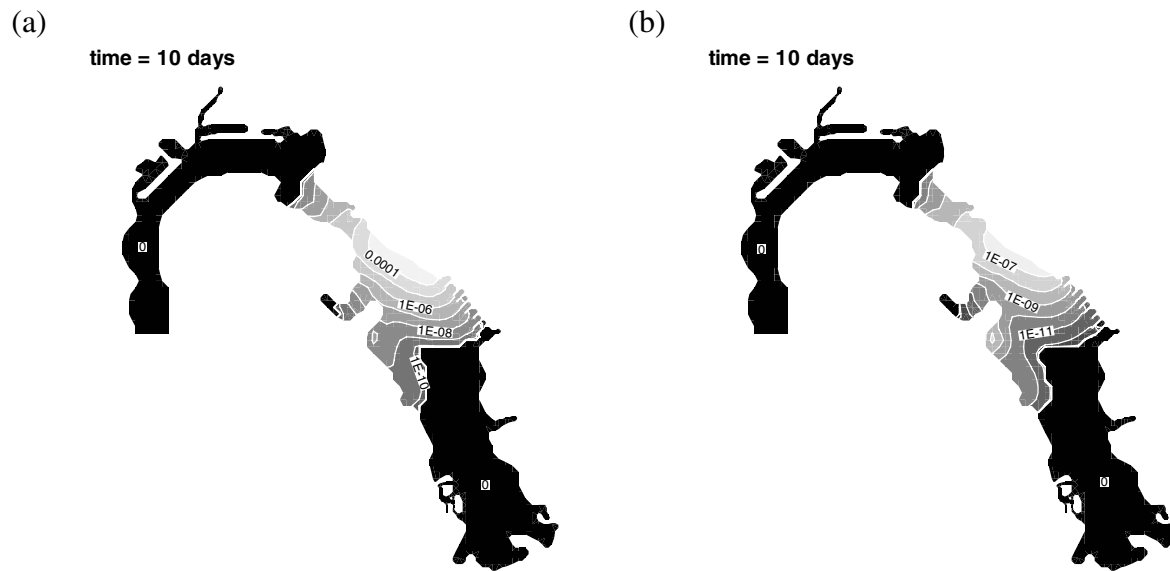 (a)
time = 10 days
0
0.0001
1E-06
1E-08
1E-10
0
(b)
time = 10 days
0
1E-07
1E-09
1E-11
0